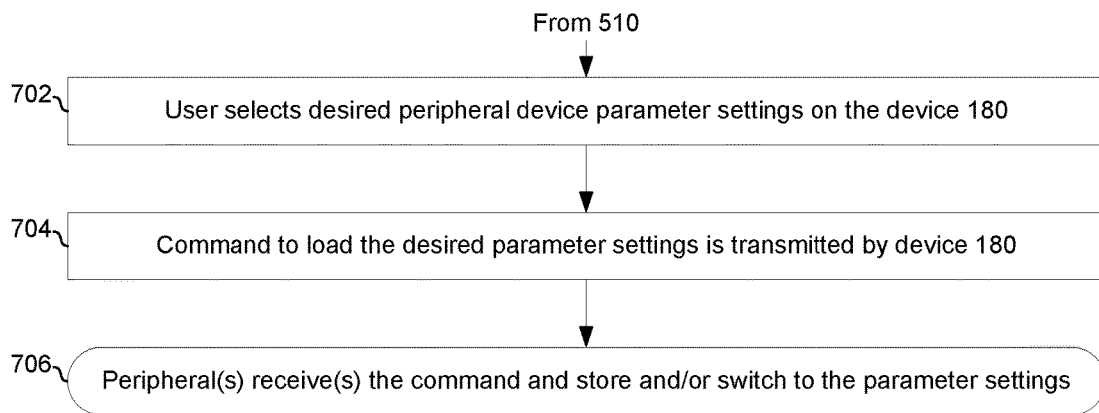 From 510
702
User selects desired peripheral device parameter settings on the device 180
704
Command to load the desired parameter settings is transmitted by device 180
706
Peripheral(s) receive(s) the command and store and/or switch to the parameter settings